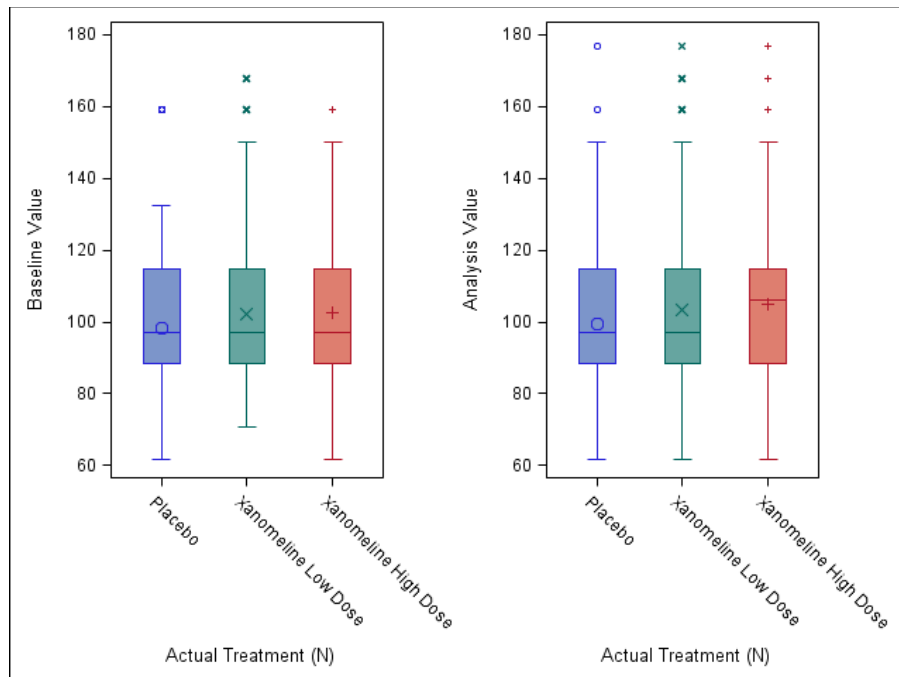 180
160
140
120
100
80
60
Baseline Value
Placebo
Xanomeline Low Dose
Xanomeline High Dose
Actual Treatment (N)
180
160
140
120
100
80
60
Analysis Value
Placebo
Xanomeline Low Dose
Xanomeline High Dose
Actual Treatment (N)